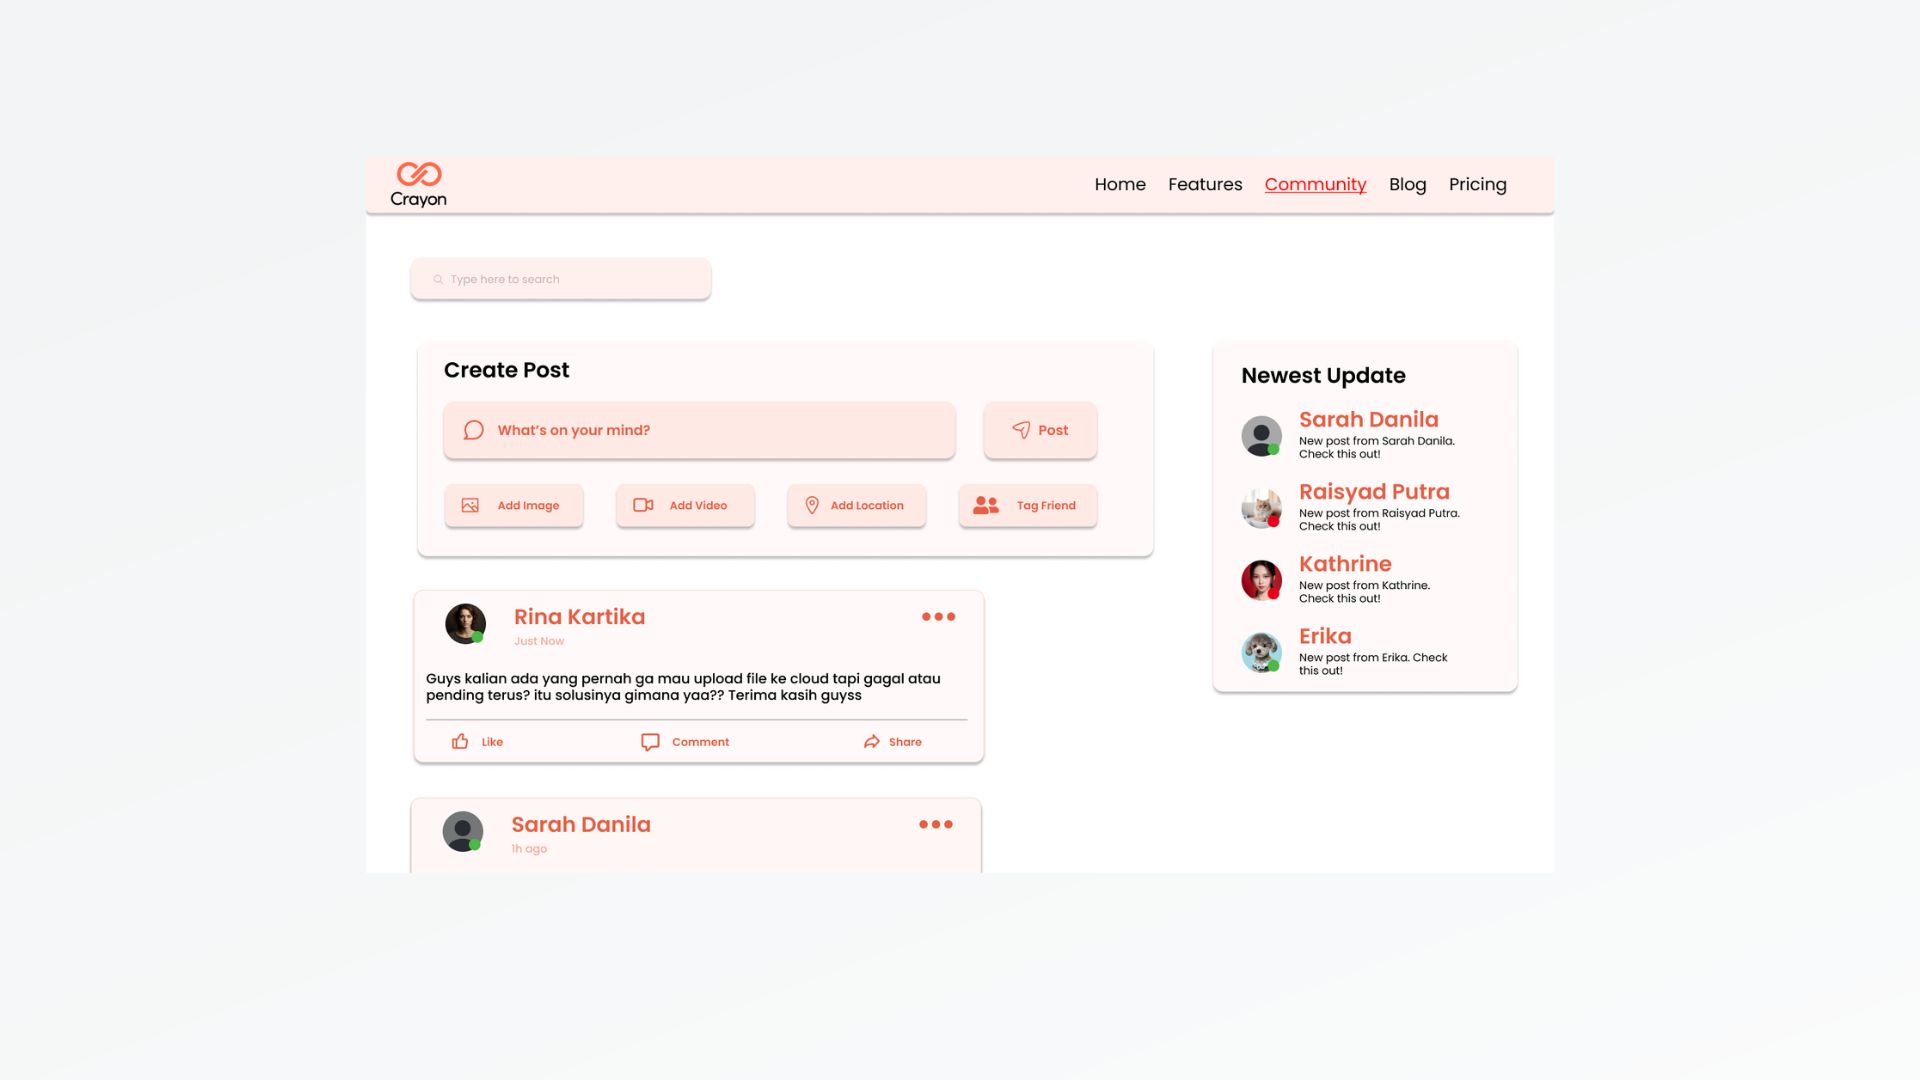 Crayon
Home Features Community Blog Pricing
Type here to search
Create Post
What's on your mind?
Post
Add Image
Add Video
Add Location
Tag Friend
Rina Kartika
Just Now
Guys kalian ada yang pernah ga mau upload file ke cloud tapi gagal atau
pending terus? itu solusinya gimana yaa?? Terima kasih guyss
Like
Comment
Share
Sarah Danila
1h ago
Newest Update
Sarah Danila
New post from Sarah Danila.
Check this out!
Raisyad Putra
New post from Raisyad Putra.
Check this out!
Kathrine
New post from Kathrine.
Check this out!
Erika
New post from Erika. Check
this out!